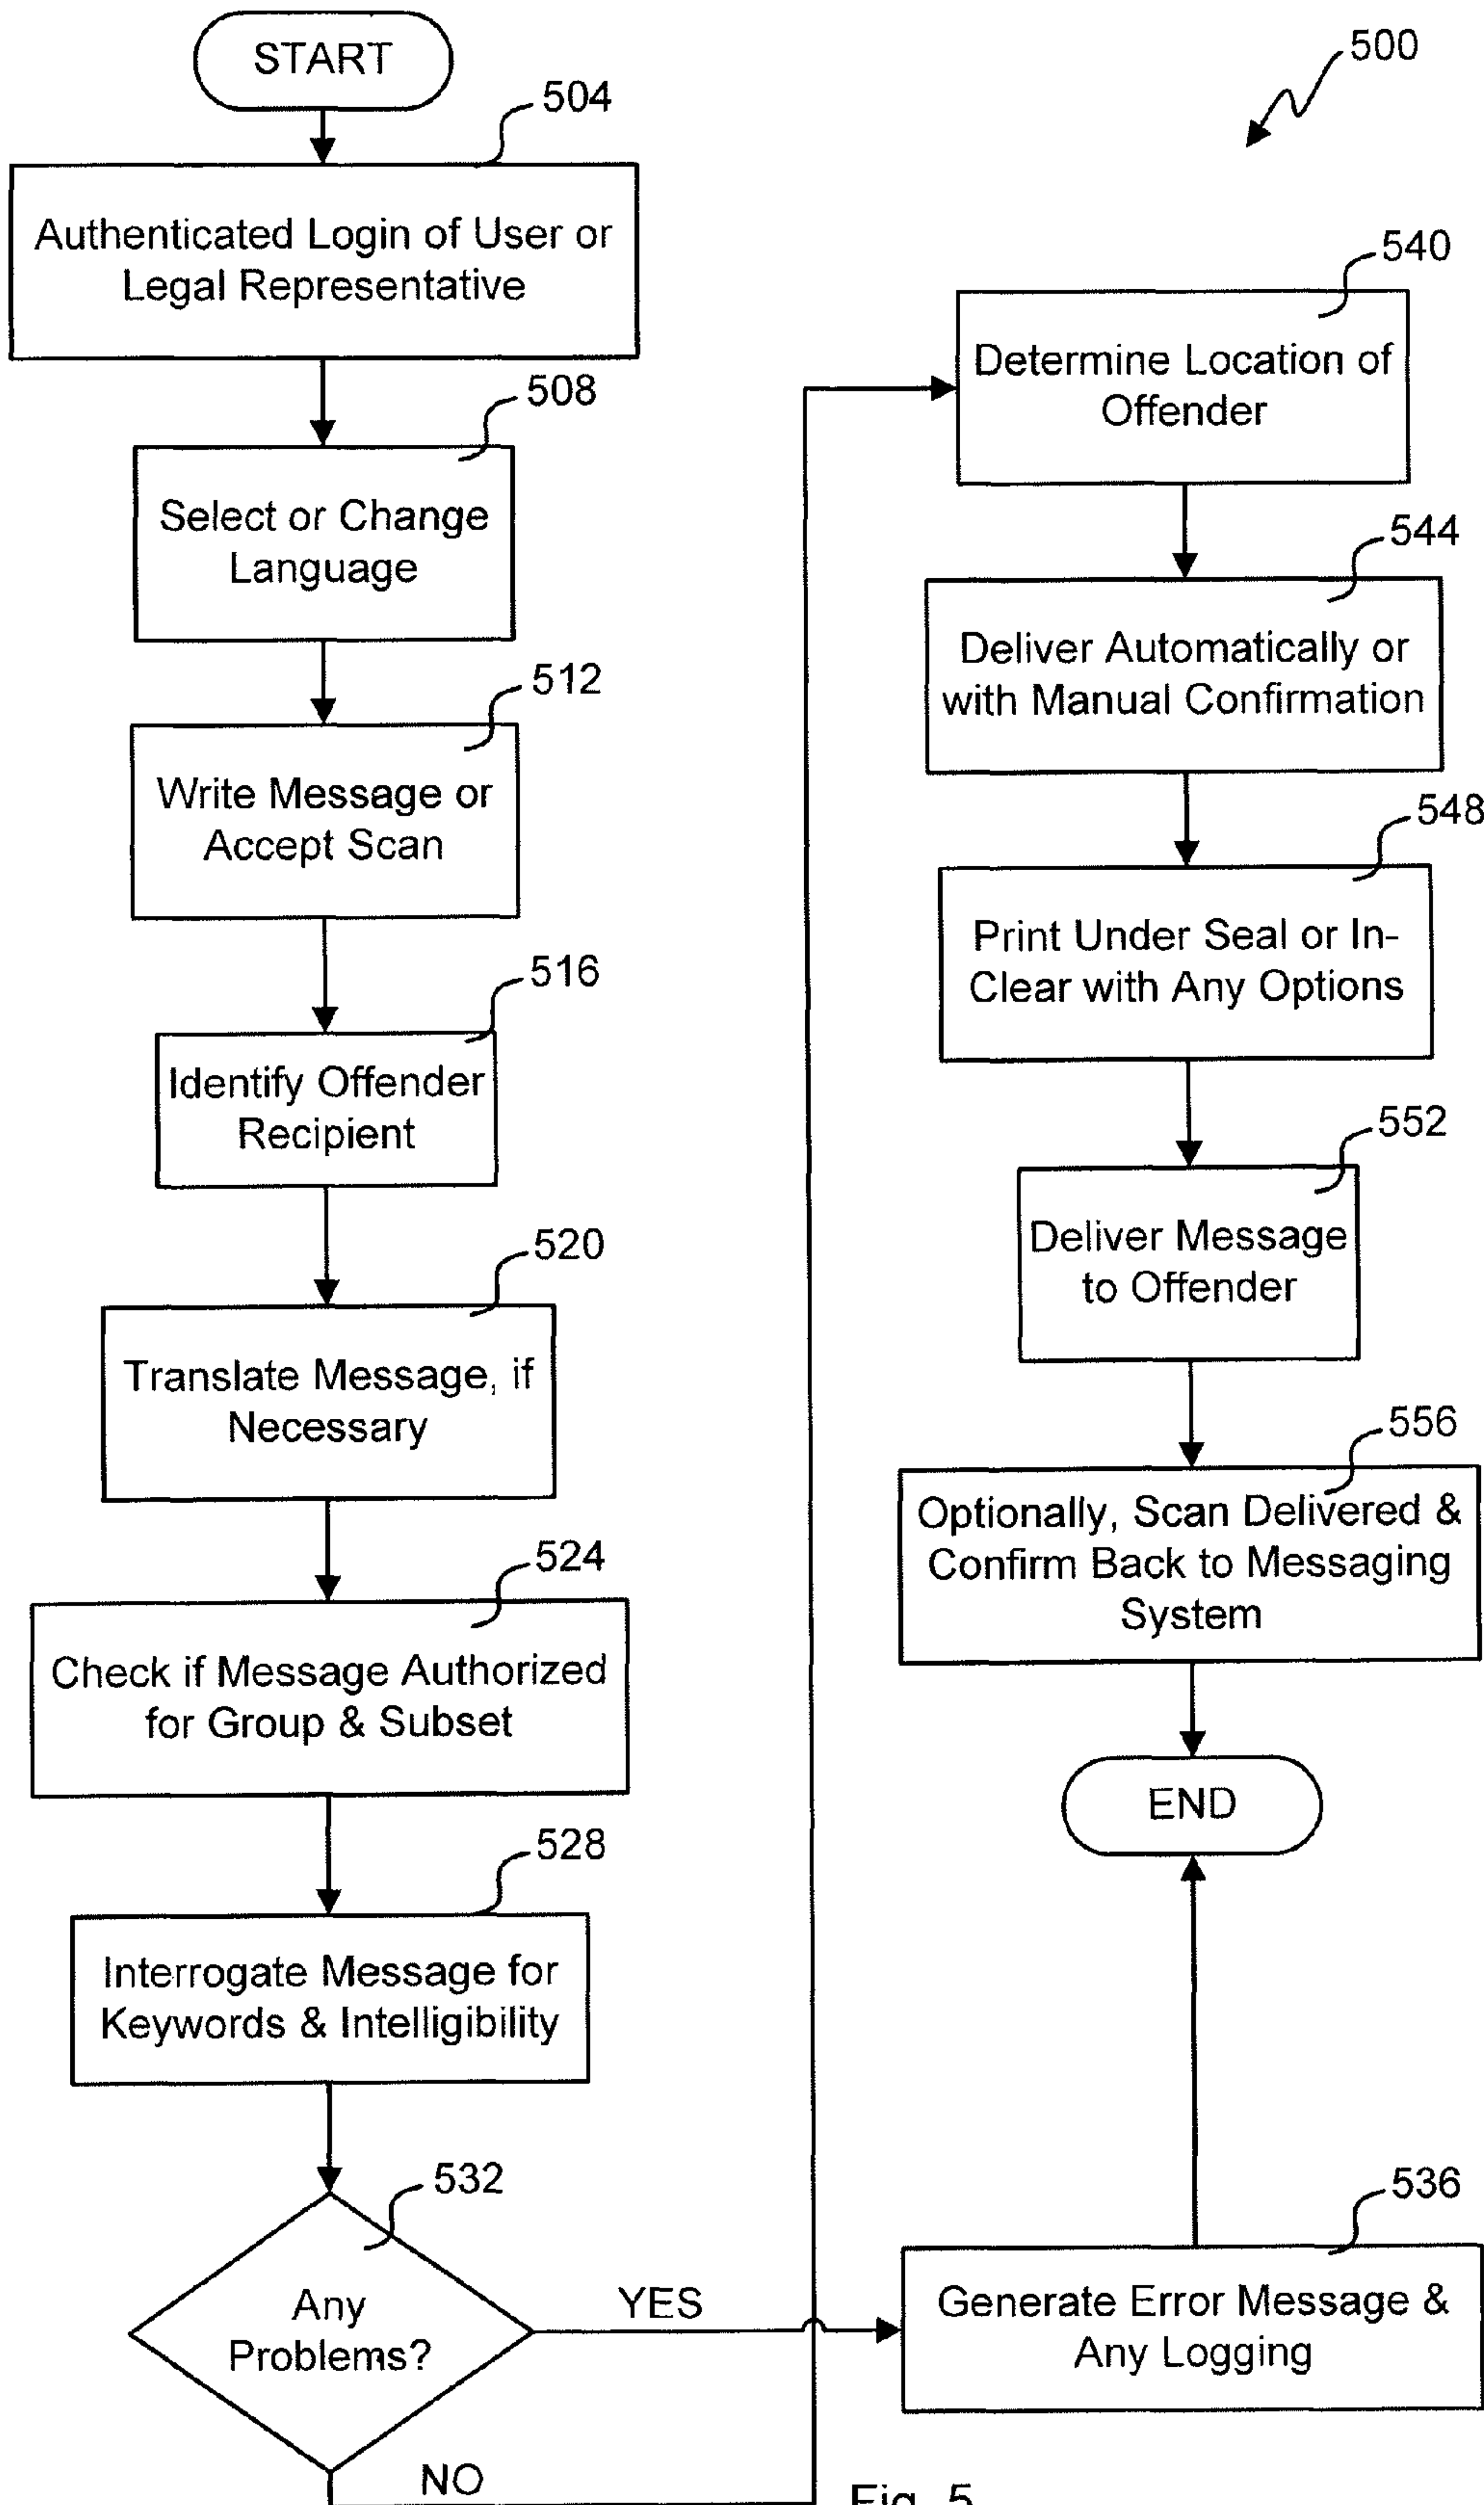 START
504
Authenticated Login of User or
Legal Representative
508
Select or Change
Language
512
Write Message or
Accept Scan
516
Identify Offender
Recipient
520
Translate Message, if
Necessary
524
Check if Message Authorized
for Group & Subset
528
Interrogate Message for
Keywords & Intelligibility
532
Any
Problems?
YES
NO
500
540
Determine Location of
Offender
544
Deliver Automatically or
with Manual Confirmation
548
Print Under Seal or In-
Clear with Any Options
552
Deliver Message
to Offender
556
Optionally, Scan Delivered &
Confirm Back to Messaging
System
END
536
Generate Error Message &
Any Logging
Fig. 5